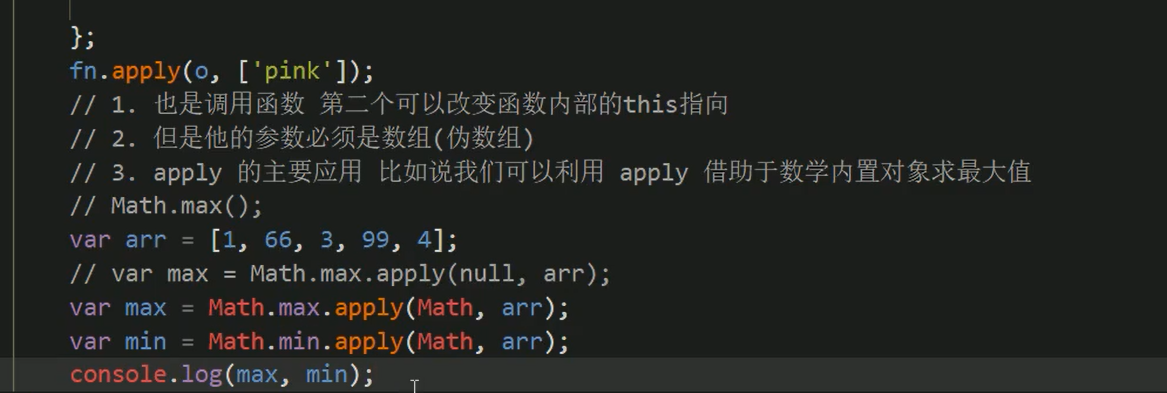 };
fn.apply(o, ['pink']);
// 1. 也是调用函数 第二个可以改变函数内部的this指向
// 2. 但是他的参数必须是数组(伪数组)
// 3. apply 的主要应用 比如说我们可以利用 apply 借助于数学内置对象求最大值
// Math.max();
var arr = [1, 66, 3, 99, 4];
// var max = Math.max.apply(null, arr);
var max = Math.max.apply(Math, arr);
var min = Math.min.apply(Math, arr);
console.log(max, min);